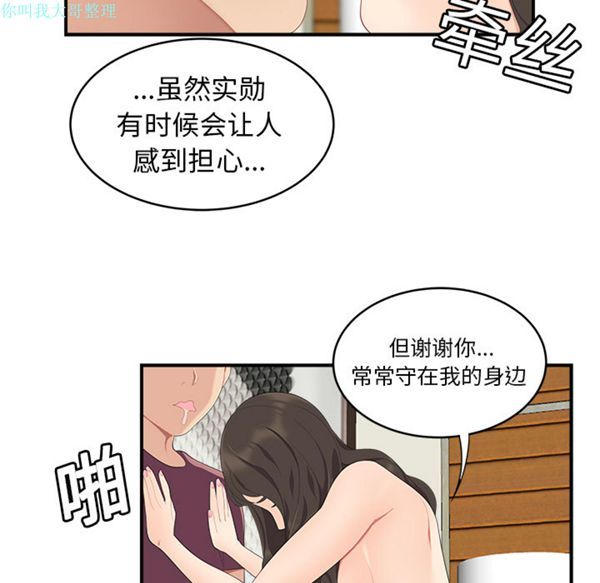 你叫我大哥整理
牵丝
...虽然实勋
有时候会让人
感到担心...
但谢谢你...
常常守在我的身边
啪